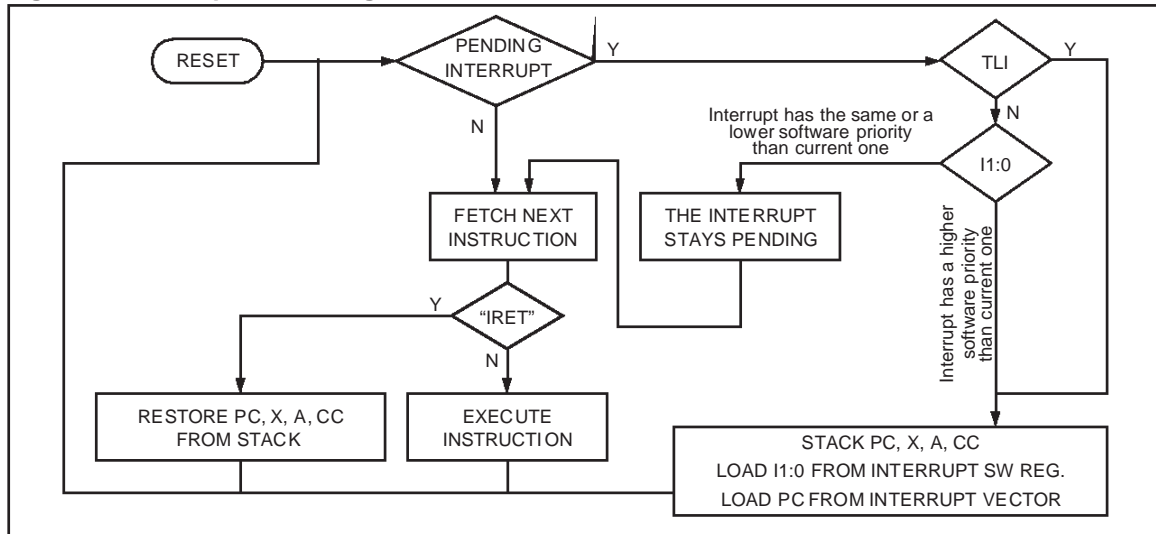 RESET
PENDING
INTERRUPT
Y
TLI
Y
N
N
Interrupt has the same or a
lower software priority
than current one
I1:0
FETCH NEXT
INSTRUCTION
THE INTERRUPT
STAYS PENDING
Interrupt has a higher
software priority
than current one
Y
“IRET”
N
RESTORE PC, X, A, CC
FROM STACK
EXECUTE
INSTRUCTION
STACK PC, X, A, CC
LOAD I1:0 FROM INTERRUPT SW REG.
LOAD PC FROM INTERRUPT VECTOR